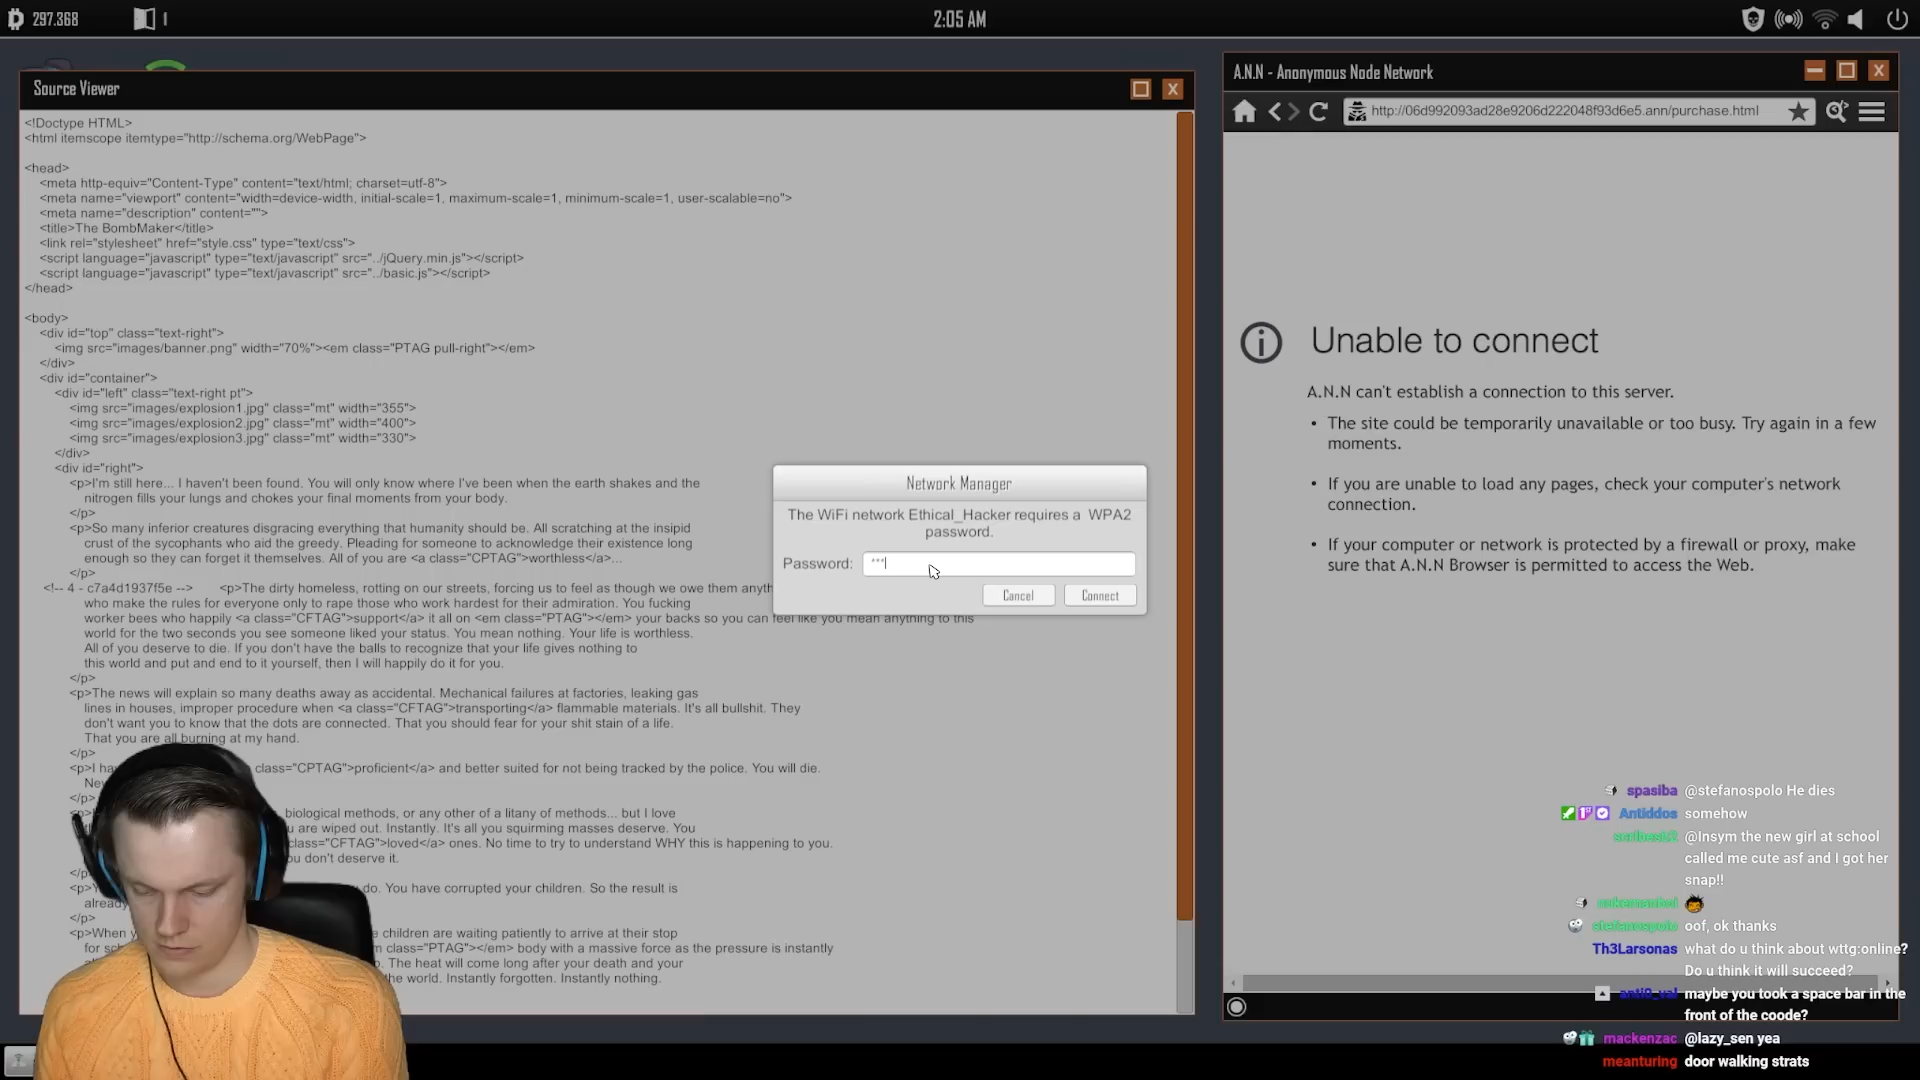 297.368
1
2:05 AM
Source Viewer
<!Doctype HTML>
<html itemscope itemtype="http://schema.org/WebPage">
<head>
<meta http-equiv="Content-Type" content="text/html; charset=utf-8">
<meta name="viewport" content="width=device-width, initial-scale=1, maximum-scale=1, minimum-scale=1, user-scalable=no">
<meta name="description" content="">
<title>The BombMaker</title>
<link rel="stylesheet" href="style.css" type="text/css">
<script language="javascript" type="text/javascript" src="../jQuery.min.js"></script>
<script language="javascript" type="text/javascript" src="../basic.js"></script>
</head>
<body>
<div id="top" class="text-right">
<img src="images/banner.png" width="70%"><em class="PTAG pull-right"></em>
</div>
<div id="container">
<div id="left" class="text-right pt">
<img src="images/explosion1.jpg" class="mt" width="355">
<img src="images/explosion2.jpg" class="mt" width="400">
<img src="images/explosion3.jpg" class="mt" width="330">
</div>
<div id="right">
<p>I'm still here... I haven't been found. You will only know where I've been when the earth shakes and the
nitrogen fills your lungs and chokes your final moments from your body.
</p>
<p>So many inferior creatures disgracing everything that humanity should be. All scratching at the insipid
crust of the sycophants who aid the greedy. Pleading for someone to acknowledge their existence long
enough so they can forget it themselves. All of you are <a class="CPTAG">worthless</a>...
</p>
<!-- 4 - c7a4d1937f5e --> <p>The dirty homeless, rotting on our streets, forcing us to feel as though we owe them
who make the rules for everyone only to rape those who work hardest for their admiration. You fucking
worker bees who happily <a class="CFTAG">support</a> it all on <em class="PTAG"></em> your backs so you can feel like you mean anything to this
world for the two seconds you see someone liked your status. You mean nothing. Your life is worthless.
All of you deserve to die. If you don't have the balls to recognize that your life gives nothing to
this world and put and end to it yourself, then I will happily do it for you.
</p>
<p>The news will explain so many deaths away as accidental. Mechanical failures at factories, leaking gas
lines in houses, improper procedure when <a class="CFTAG">transporting</a> flammable materials. It's all bullshit. They
don't want you to know that the dots are connected. That you should fear for your shit stain of a life.
That you are all burning at my hand.
</p>
<p>I class="CPTAG">proficient</a> and better suited for not being tracked by the police. You will die.
</p>
biological methods, or any other of a litany of methods... but I love
are wiped out. Instantly. It's all you squirming masses deserve. You
class="CFTAG">loved</a> ones. No time to try to understand WHY this is happening to you.
don't deserve it.
do. You have corrupted your children. So the result is
already
</p>
<p>When children are waiting patiently to arrive at their stop
for class="PTAG"></em> body with a massive force as the pressure is instantly
The heat will come long after your death and your
the world. Instantly forgotten. Instantly nothing.
Network Manager
The WiFi network Ethical_Hacker requires a WPA2
password.
Password: ***
Cancel
Connect
A.N.N - Anonymous Node Network
http://06d992093ad28e9206d222048f93d6e5.ann/purchase.html
Unable to connect
A.N.N can't establish a connection to this server.
• The site could be temporarily unavailable or too busy. Try again in a few
moments.
• If you are unable to load any pages, check your computer's network
connection.
• If your computer or network is protected by a firewall or proxy, make
sure that A.N.N Browser is permitted to access the Web.
spasiba @stefanospolo He dies
Antiddos somehow
@Insym the new girl at school
called me cute asf and I got her
snap!!
stefanospolo oof, ok thanks
Th3Larsonas what do u think about wttg:online?
Do u think it will succeed?
anti0_val maybe you took a space bar in the
front of the coode?
mackenzac @lazy_sen yea
meanturing door walking strats